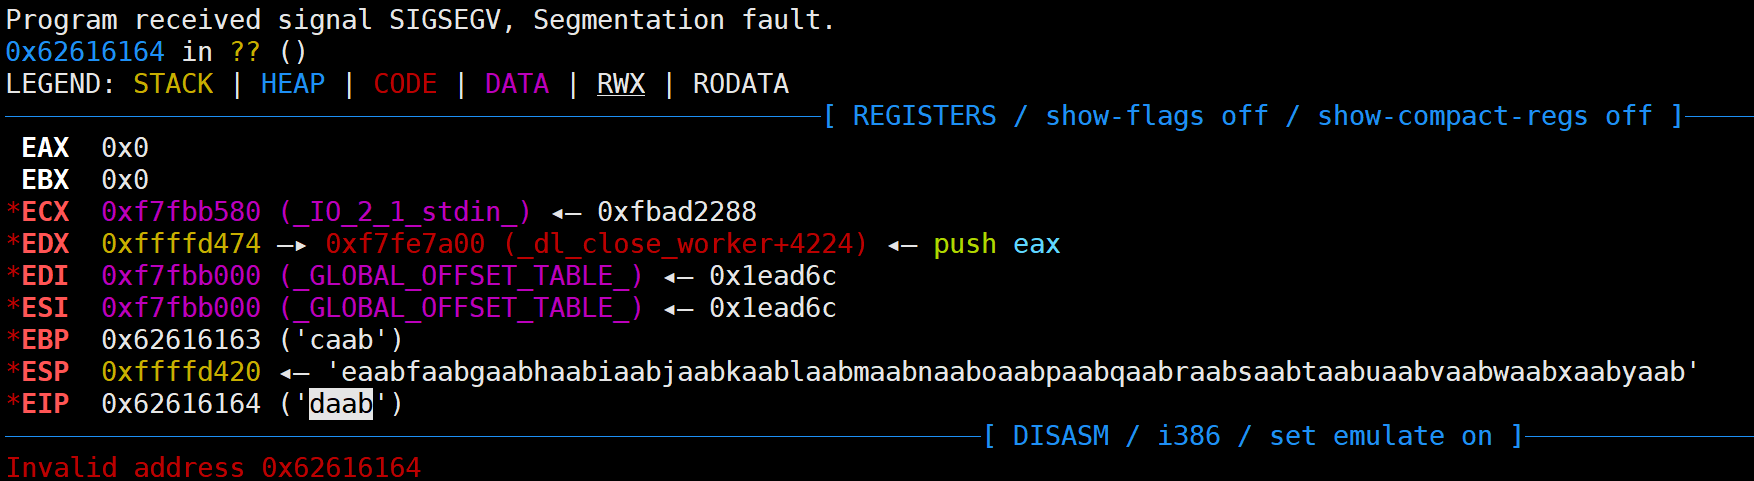 Program received signal SIGSEGV, Segmentation fault.
0x62616164 in ?? ()
LEGEND: STACK | HEAP | CODE | DATA | RWX | RODATA
[ REGISTERS / show-flags off / show-compact-regs off ]
EAX 0x0
EBX 0x0
*ECX 0xf7fbb580 (_IO_2_1_stdin_) ◂— 0xfbad2288
*EDX 0xffffd474 —▸ 0xf7fe7a00 (_dl_close_worker+4224) ◂— push eax
*EDI 0xf7fbb000 (_GLOBAL_OFFSET_TABLE_) ◂— 0x1ead6c
*ESI 0xf7fbb000 (_GLOBAL_OFFSET_TABLE_) ◂— 0x1ead6c
*EBP 0x62616163 ('caab')
*ESP 0xffffd420 ◂— 'eaabfaabgaabhaabiaabjaabkaablaabmaabnaaboaabpaabqaabraabsaabtaabuaabvaabwaabxaabyaab'
*EIP 0x62616164 ('daab')
[ DISASM / i386 / set emulate on ]
Invalid address 0x62616164